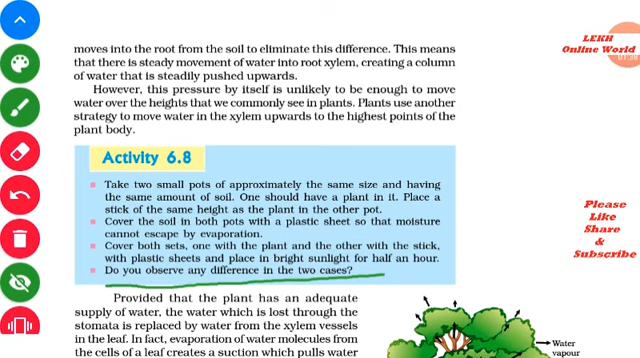 LEKH
Online World
01:38
moves into the root from the soil to eliminate this difference. This means
that there is steady movement of water into root xylem, creating a column
of water that is steadily pushed upwards.
However, this pressure by itself is unlikely to be enough to move
water over the heights that we commonly see in plants. Plants use another
strategy to move water in the xylem upwards to the highest points of the
plant body.
Activity 6.8
Take two small pots of approximately the same size and having
the same amount of soil. One should have a plant in it. Place a
stick of the same height as the plant in the other pot.
Cover the soil in both pots with a plastic sheet so that moisture
cannot escape by evaporation.
Cover both sets, one with the plant and the other with the stick,
with plastic sheets and place in bright sunlight for half an hour.
Do you observe any difference in the two cases?
Please
Like
Share
&
Subscribe
Provided that the plant has an adequate
supply of water, the water which is lost through the
stomata is replaced by water from the xylem vessels
in the leaf. In fact, evaporation of water molecules from
the cells of a leaf creates a suction which pulls water
Water
vapour